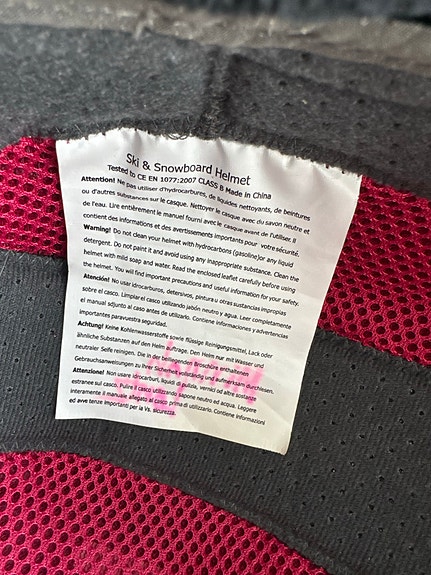 Ski & Snowboard Helmet
Tested to CE EN 1077:2007 CLASS B Made in China
Attention! Ne pas utiliser d'hydrocarbures, de liquides nettoyants, de peintures
ou d'autres substances sur le casque. Nettoyer le casque avec du savon neutre et
de l'eau. Lire entièrement le manuel fourni avec le casque avant de l'utiliser. Il
contient des informations et des avertissements importants pour votre sécurité.
Warning! Do not clean your helmet with hydrocarbons (gasoline)or any liquid
detergent. Do not paint it and avoid using any inappropriate substance. Clean the
helmet with mild soap and water. Read the enclosed leaflet carefully before using
the helmet. You will find important precautions and useful information for your safety.
Atención! No usar idrocarburos, detersivos, pintura u otras sustancias impropias
sobre el casco. Limpiar el casco utilizando jabón neutro y agua. Leer completamente
el manual sdjunto al casco antes de utilizarlo. Contiene informaciones y advertancias
importantes paravuestra seguridad.
Achtung! Keine Kohlenwasserstoffe sowie flüssige Reinigungsmittel, Lack oder
ähnliche Substanzen auf den Helm auftrage. Den Helm nur mit Wasser und
neutraler Seife reinigen. Die in der beiliegenden Broschüre enthaltenen
Gebrauchsanweisungen zu Ihrer Sicherheit vollständig und aufmerksam durchlesen.
Attenzione! Non usare idrocarburi, liquidi di pulizia, vernici od altre sostanze
estranee sul casco. Pulire il casco utilizzando sapone neutro ed acqua. Leggere
interamente il manuale allegato al casco prima di utilizzarlo. Contiene informazioni
ed avve tenze importanti per la Vs. sicurezza.